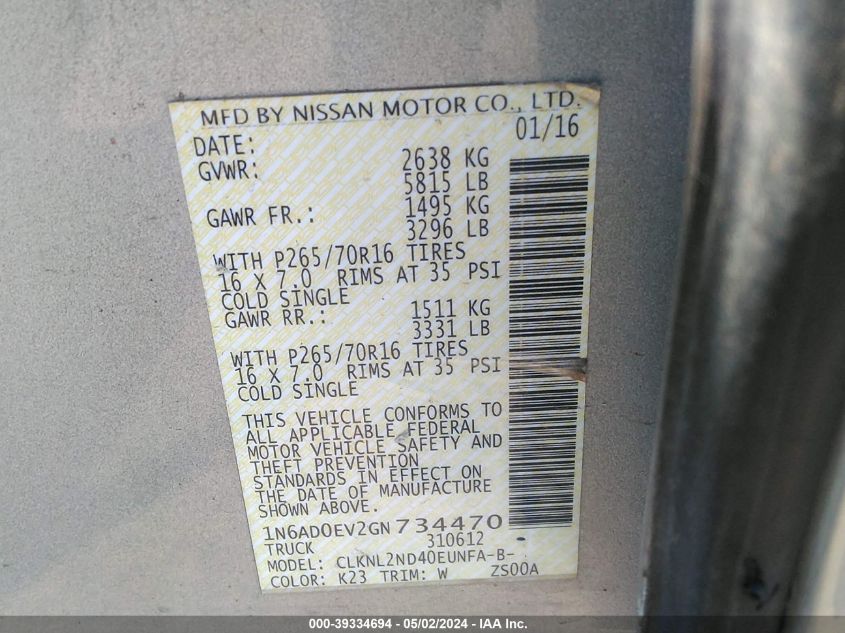 MFD BY NISSAN MOTOR CO., LTD.
DATE: 01/16
GVWR: 2638 KG
5815 LB
GAWR FR.: 1495 KG
3296 LB
WITH P265/70R16 TIRES
16 X 7.0 RIMS AT 35 PSI
COLD SINGLE
GAWR RR.: 1511 KG
3331 LB
WITH P265/70R16 TIRES
16 X 7.0 RIMS AT 35 PSI
COLD SINGLE
THIS VEHICLE CONFORMS TO
ALL APPLICABLE FEDERAL
MOTOR VEHICLE SAFETY AND
THEFT PREVENTION
STANDARDS IN EFFECT ON
THE DATE OF MANUFACTURE
SHOWN ABOVE.
1N6AD0EV2GN734470
TRUCK 310612
MODEL: CLKNL2ND40EUNFA-B-
COLOR: K23 TRIM: W ZS00A
000-39334694 - 05/02/2024 - IAA Inc.